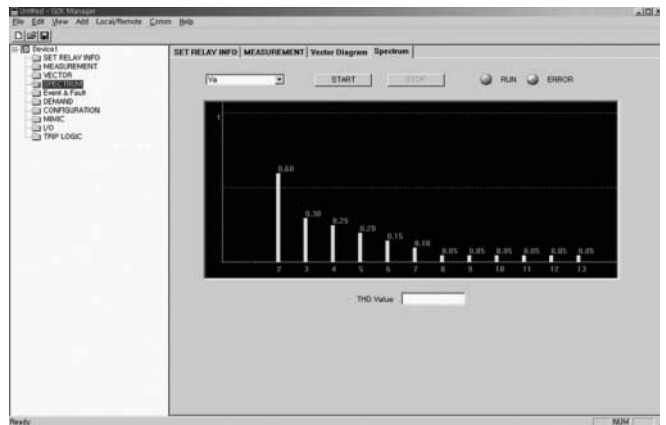 Untitled - G2K Manager
File Edit View Add Local/Remote Comm Help
Device1
SET RELAY INFO
MEASUREMENT
VECTOR
SPECTRUM
Event & Fault
DEMAND
CONFIGURATION
MIMIC
I/O
TRIP LOGIC
SET RELAY INFO MEASUREMENT Vector Diagram Spectrum
Va START STOP RUN ERROR
1
0.60 0.30 0.25 0.20 0.15 0.10 0.05 0.05 0.05 0.05 0.05 0.05
2 3 4 5 6 7 8 9 10 11 12 13
THD Value
Ready NUM